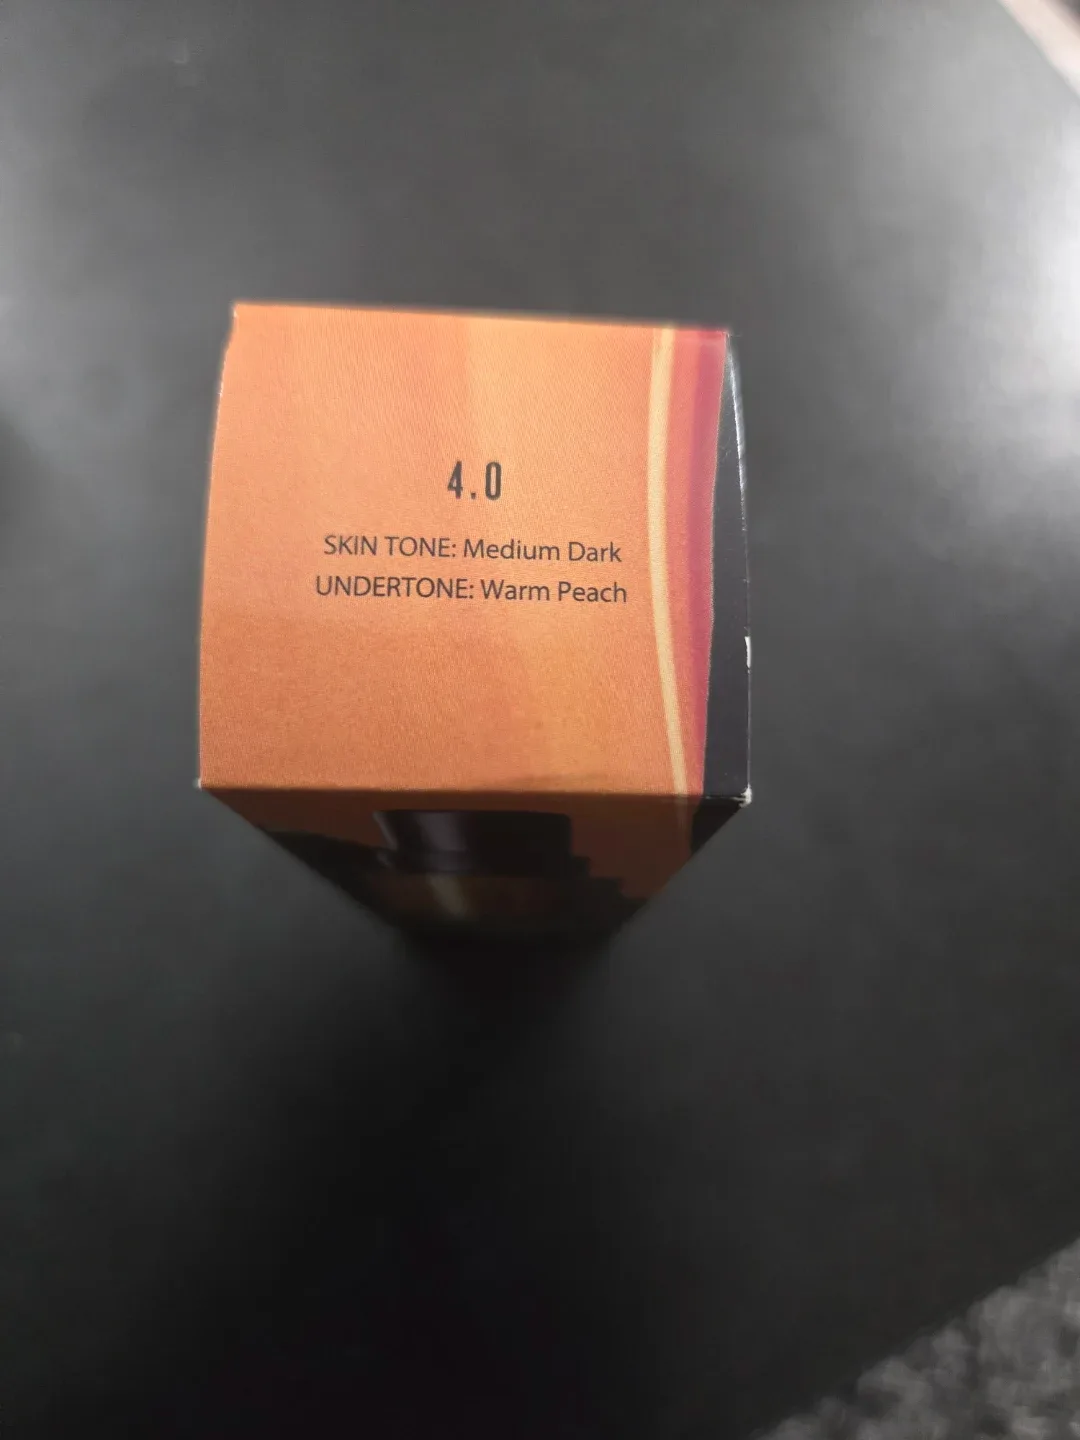 4.0
SKIN TONE: Medium Dark
UNDERTONE: Warm Peach